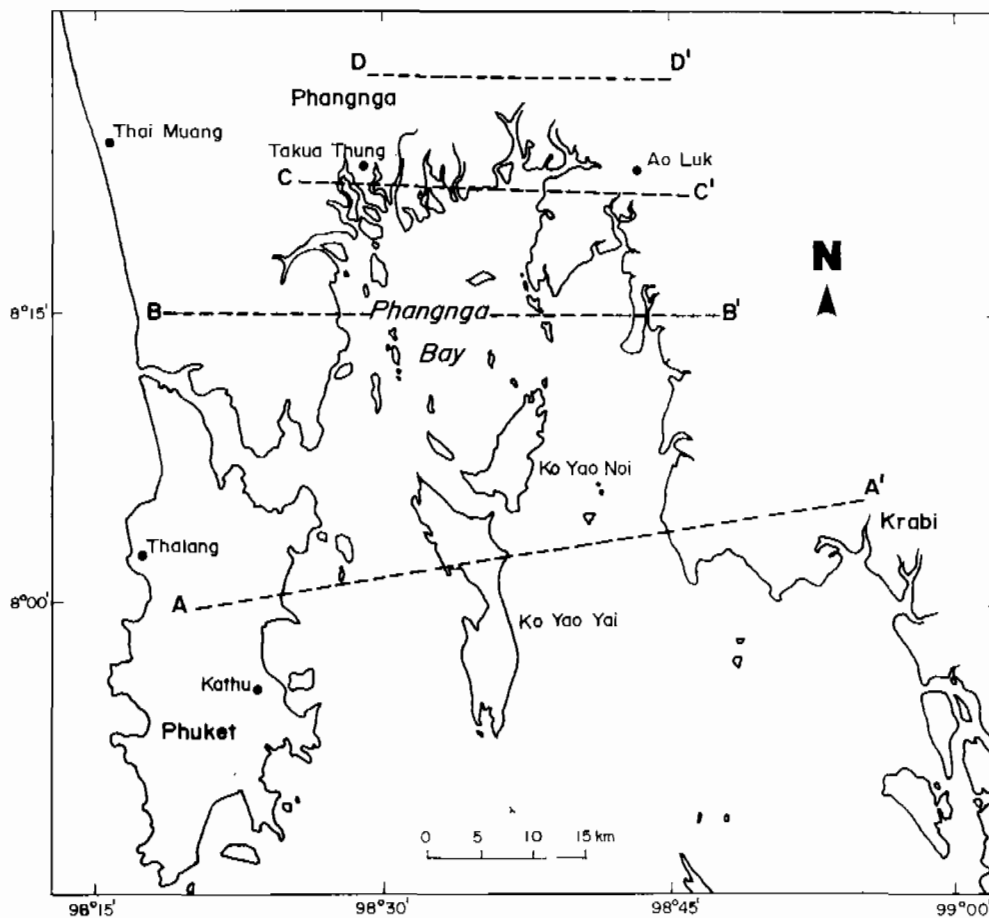 D D'
Phangnga
Thai Muang
Takua Thung
Ao Luk
C C'
N
8°15'
B Phangnga B'
Bay
Ko Yao Noi
A'
Krabi
Thalang
8°00'
A
Ko Yao Yai
Kathu
Phuket
0 5 10 15 km
98°15' 98°30' 98°45' 99°00'